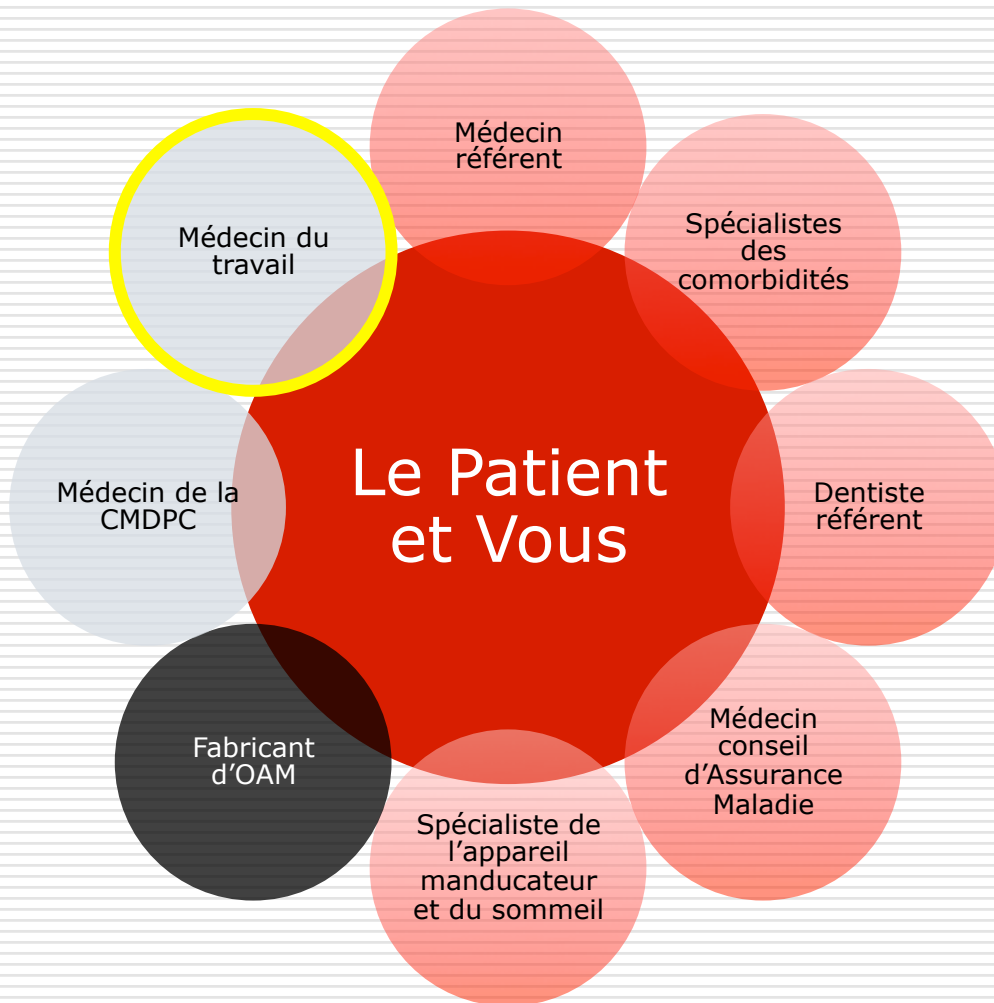 Médecin
référent
Spécialistes
des
comorbidités
Dentiste
référent
Médecin
conseil
d’Assurance
Maladie
Spécialiste de
l’appareil
manducateur
et du sommeil
Fabricant
d’OAM
Médecin de la
CMDPC
Médecin du
travail
Le Patient
et Vous